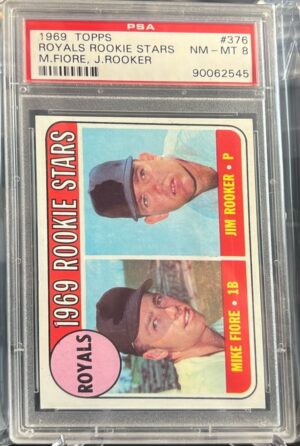 PSA
1969 TOPPS #376
ROYALS ROOKIE STARS NM-MT 8
M.FIORE, J.ROOKER
90062545
1969 ROOKIE STARS
ROYALS
JIM ROOKER • P
MIKE FIORE • 1B